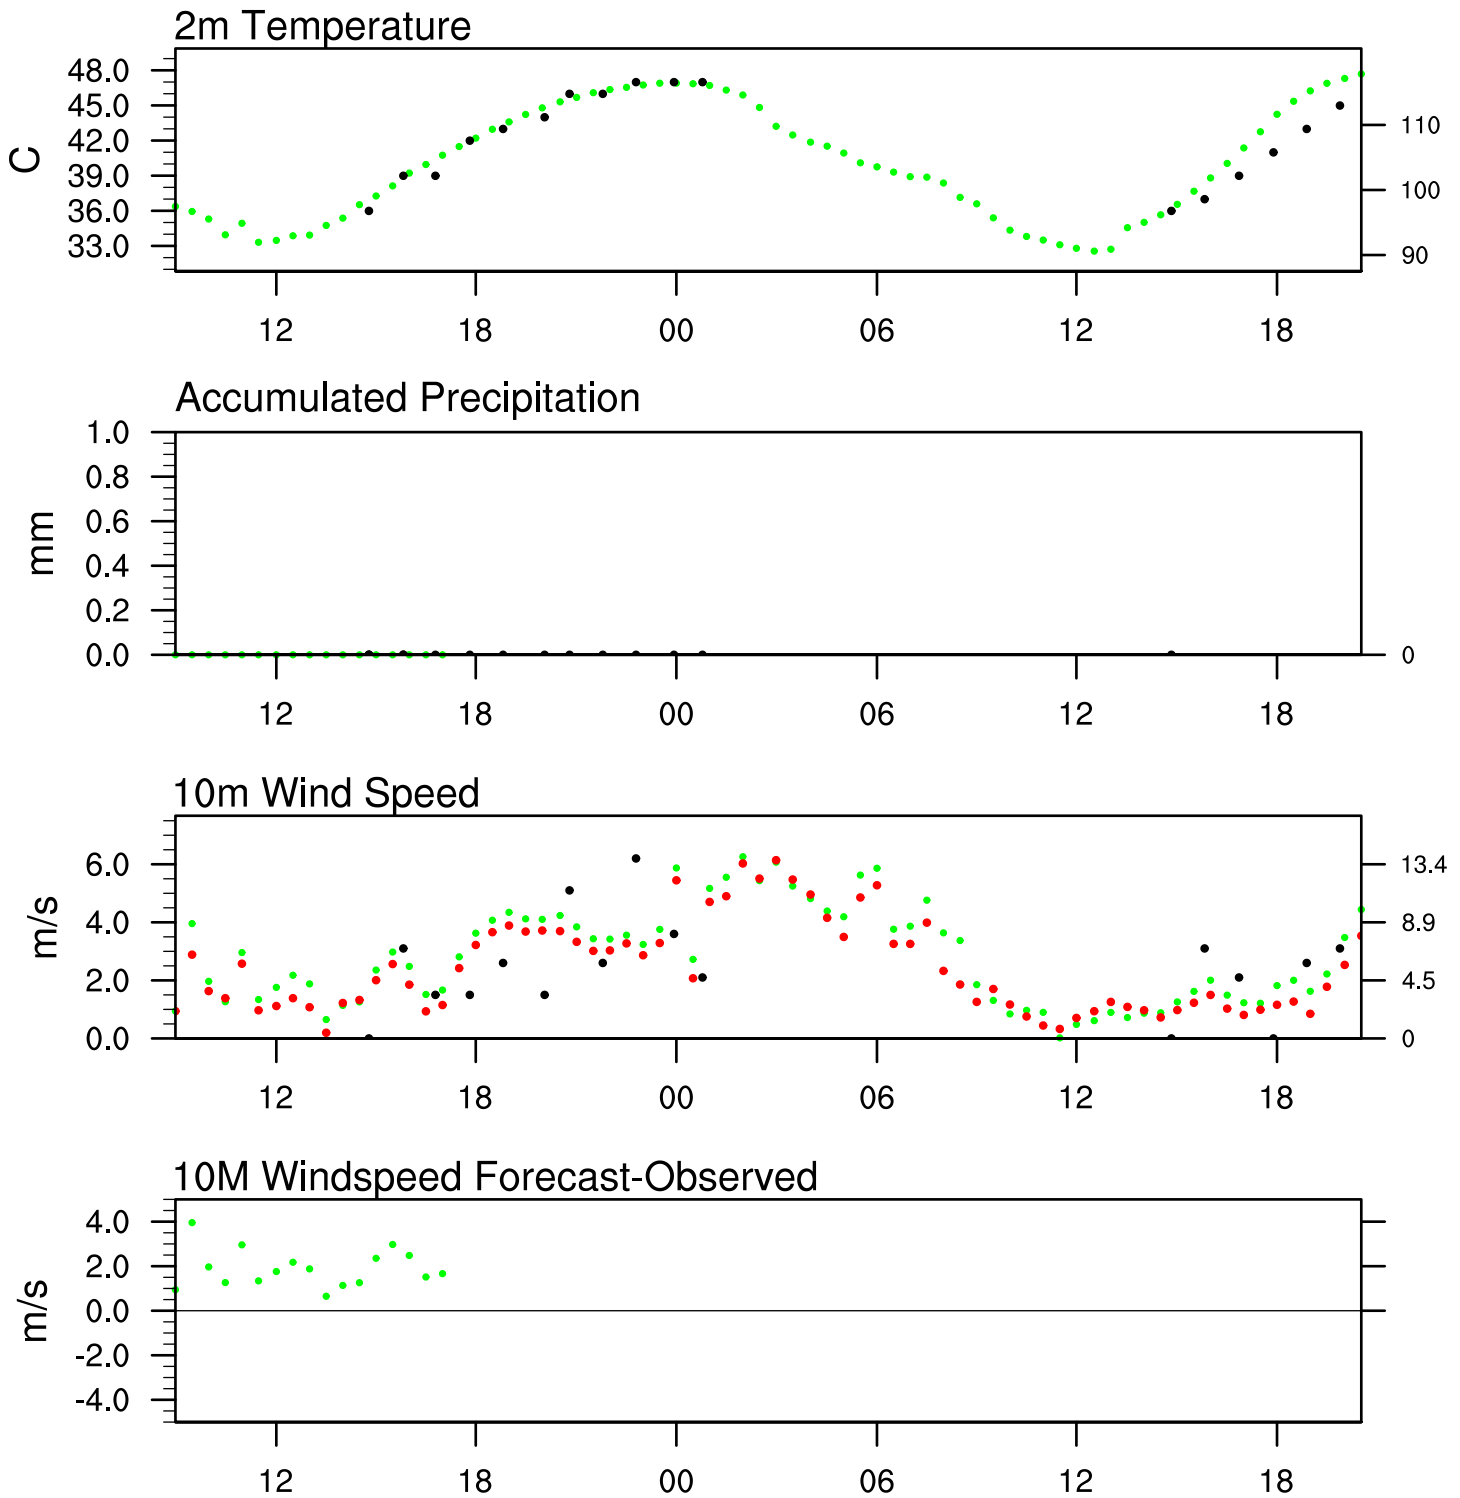 2m Temperature
C
48.0
45.0
42.0
39.0
36.0
33.0
110
100
90
12 18 00 06 12 18
Accumulated Precipitation
mm
1.0
0.8
0.6
0.4
0.2
0.0
0
12 18 00 06 12 18
10m Wind Speed
m/s
6.0
4.0
2.0
0.0
13.4
8.9
4.5
0
12 18 00 06 12 18
10M Windspeed Forecast-Observed
m/s
4.0
2.0
0.0
-2.0
-4.0
12 18 00 06 12 18